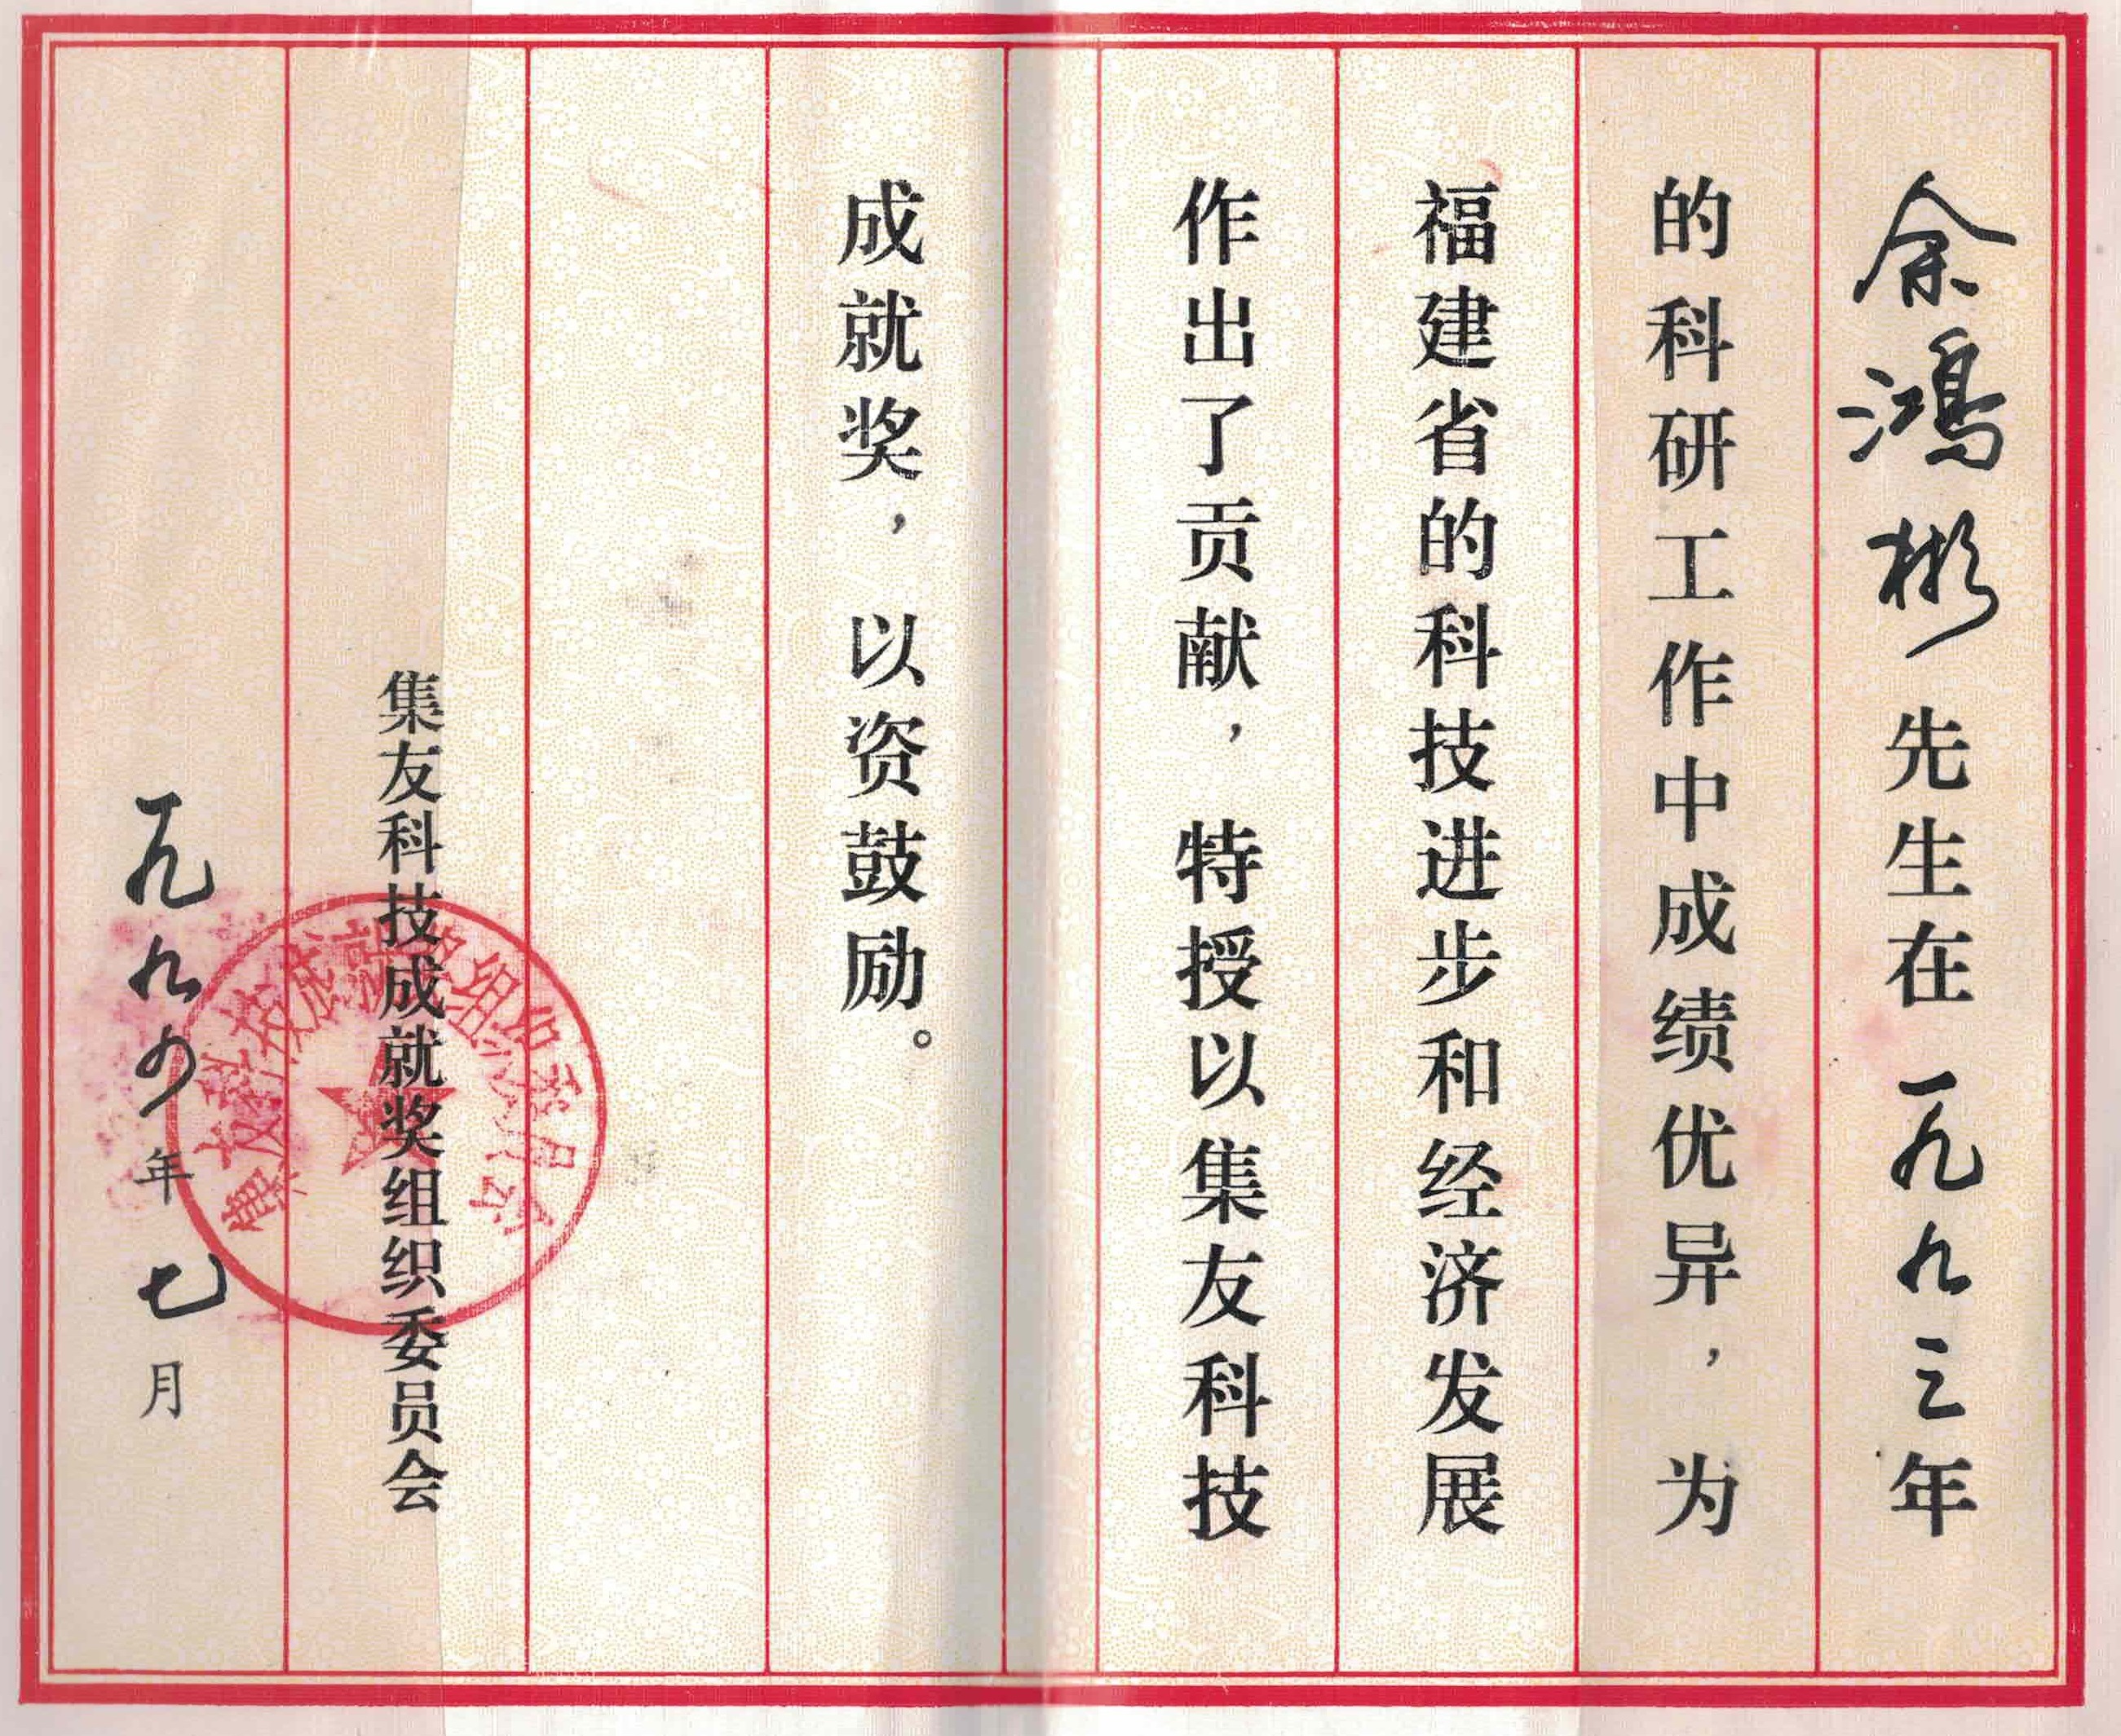 余鸿彬先生在一九九三年
的科研工作中成绩优异，为
福建省的科技进步和经济发展
作出了贡献，特授以集友科技
成就奖，以资鼓励。
集友科技成就奖组织委员会
一九九四年七月
集友科技成就奖组织委员会